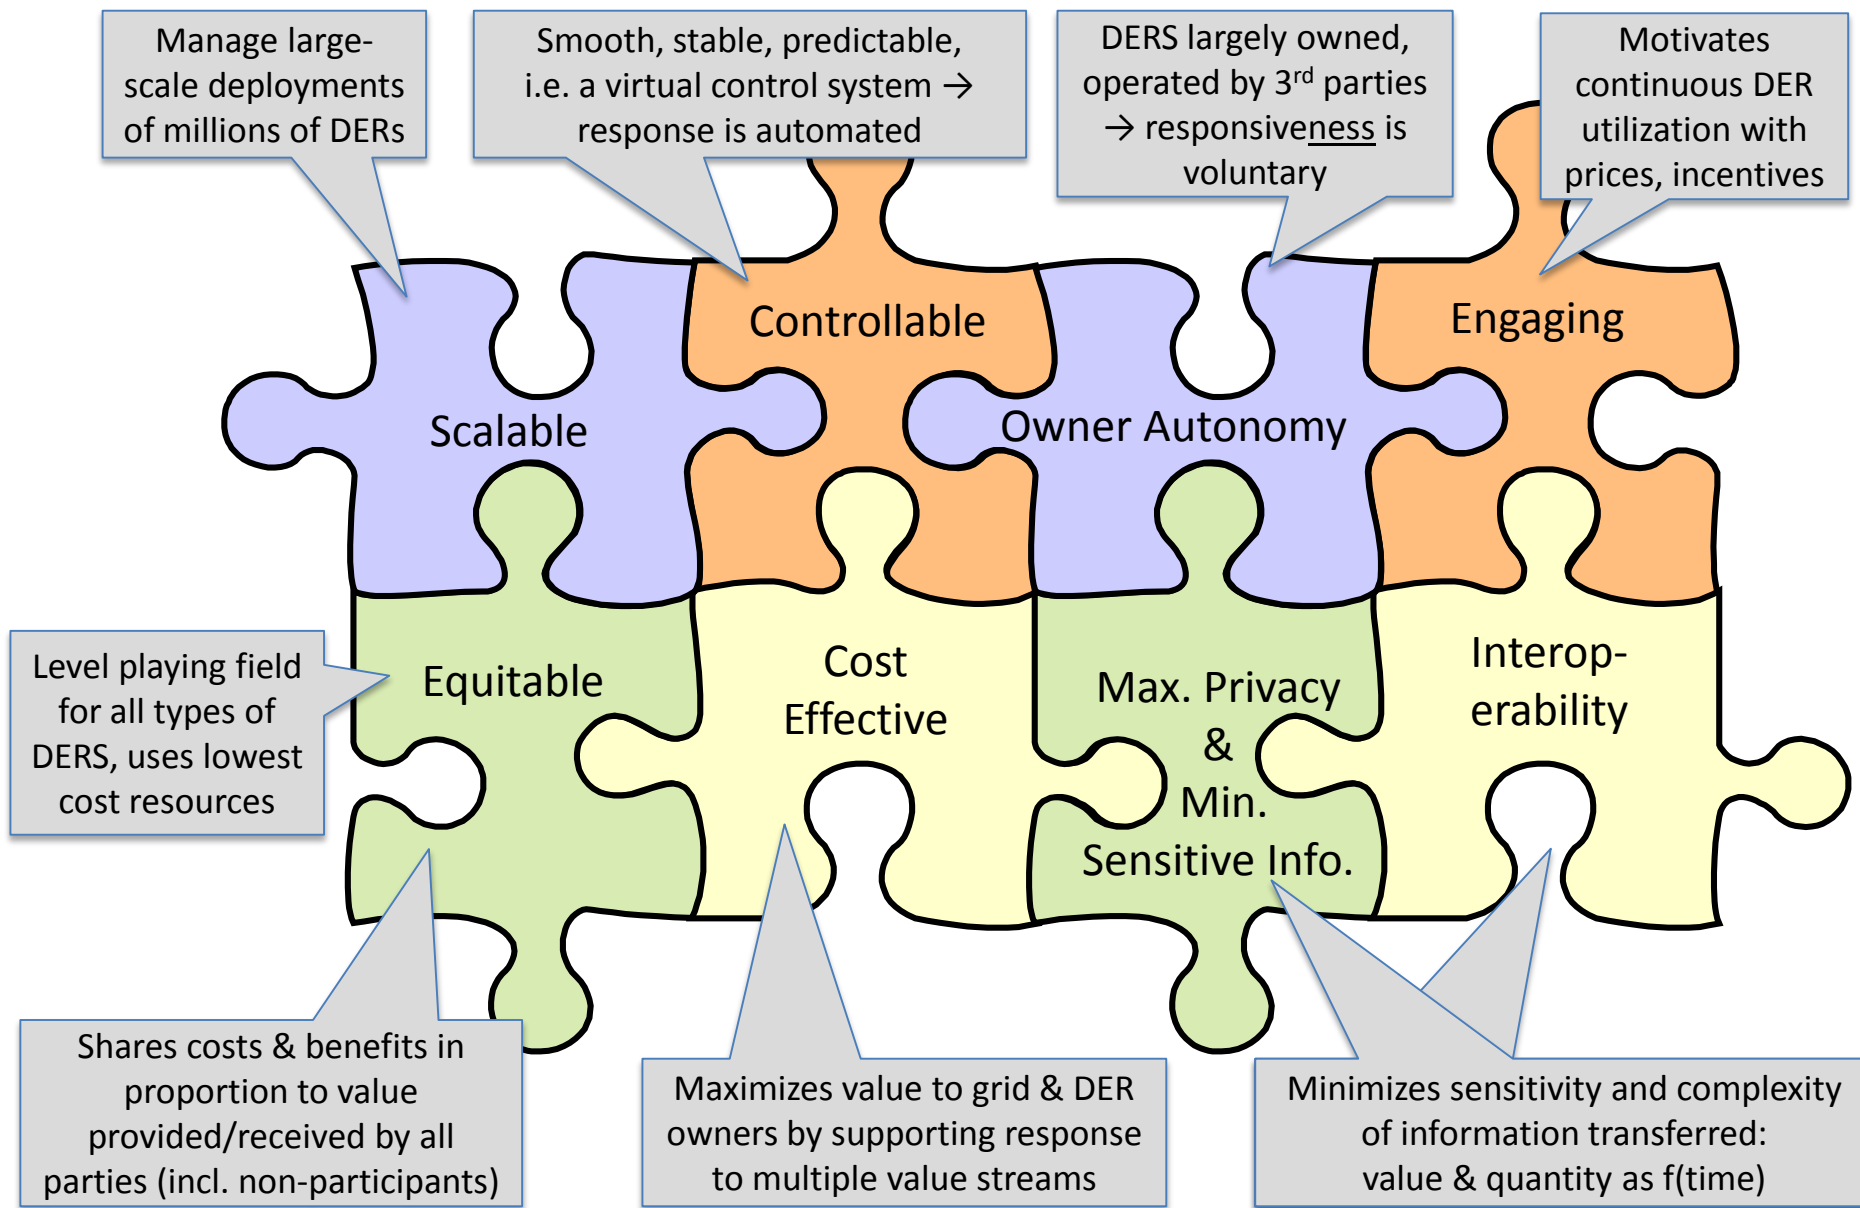 Manage large-
scale deployments
of millions of DERs
Smooth, stable, predictable,
i.e. a virtual control system →
response is automated
DERS largely owned,
operated by 3rd parties
→ responsiveness is
voluntary
Motivates
continuous DER
utilization with
prices, incentives
Scalable
Controllable
Owner Autonomy
Engaging
Level playing field
for all types of
DERS, uses lowest
cost resources
Equitable
Cost
Effective
Max. Privacy
&
Min.
Sensitive Info.
Interop-
erability
Shares costs & benefits in
proportion to value
provided/received by all
parties (incl. non-participants)
Maximizes value to grid & DER
owners by supporting response
to multiple value streams
Minimizes sensitivity and complexity
of information transferred:
value & quantity as f(time)